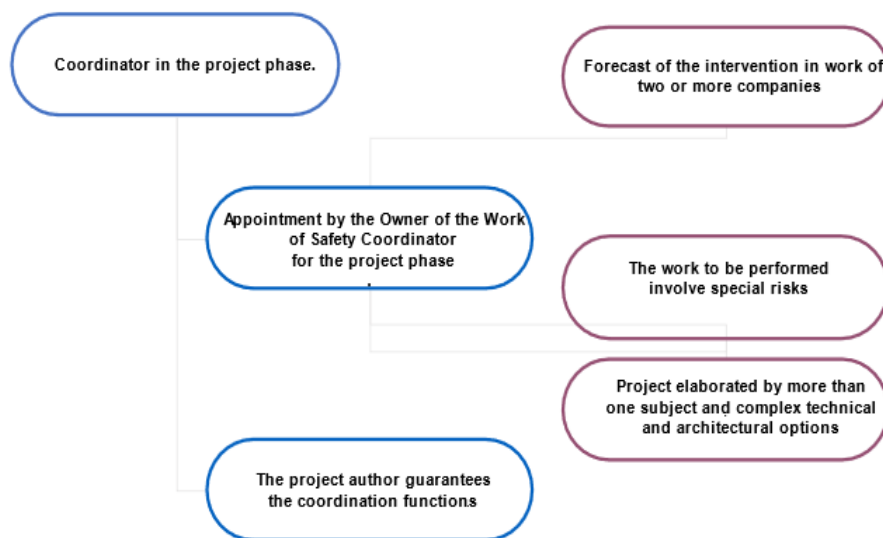 Coordinator in the project phase.
Forecast of the intervention in work of
two or more companies
Appointment by the Owner of the Work
of Safety Coordinator
for the project phase
.
The work to be performed
involve special risks
Project elaborated by more than
one subject and complex technical
and architectural options
The project author guarantees
the coordination functions